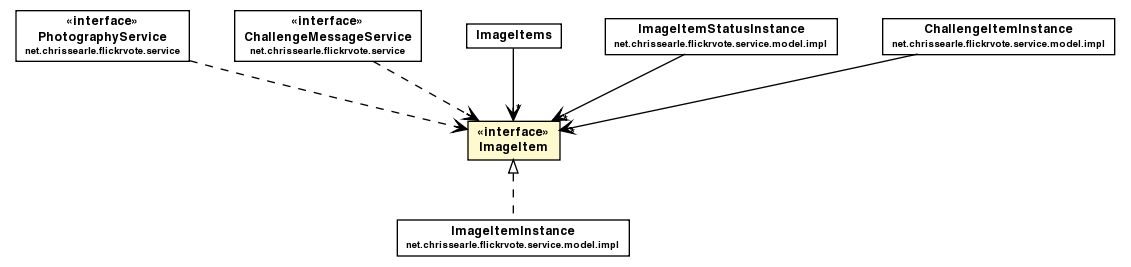 «interface»
PhotographyService
net.chrissearle.flickrvote.service
«interface»
ChallengeMessageService
net.chrissearle.flickrvote.service
ImageItems
ImageItemStatusInstance
net.chrissearle.flickrvote.service.model.impl
ChallengeItemInstance
net.chrissearle.flickrvote.service.model.impl
*
*
*
«interface»
ImageItem
ImageItemInstance
net.chrissearle.flickrvote.service.model.impl